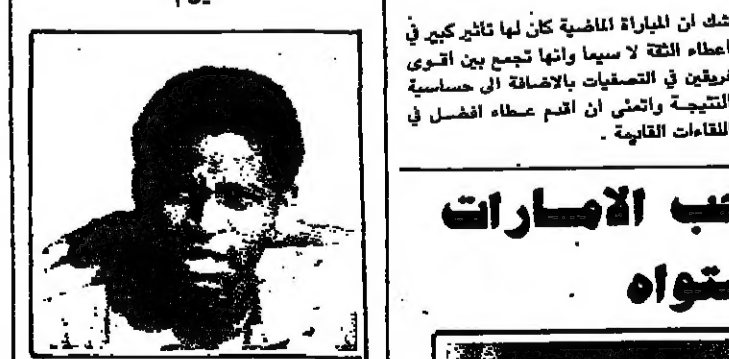 شك ان المباراة الماضية كان لها تاثير كبير في
اعطاء الثقة لا سيما وانها تجمع بين اقوى
فريقين في التصفيات بالاضافة الى حساسية
النتيجة واتمنى ان اقدم عطاء افضل في
اللقاءات القادمة .
الامارات